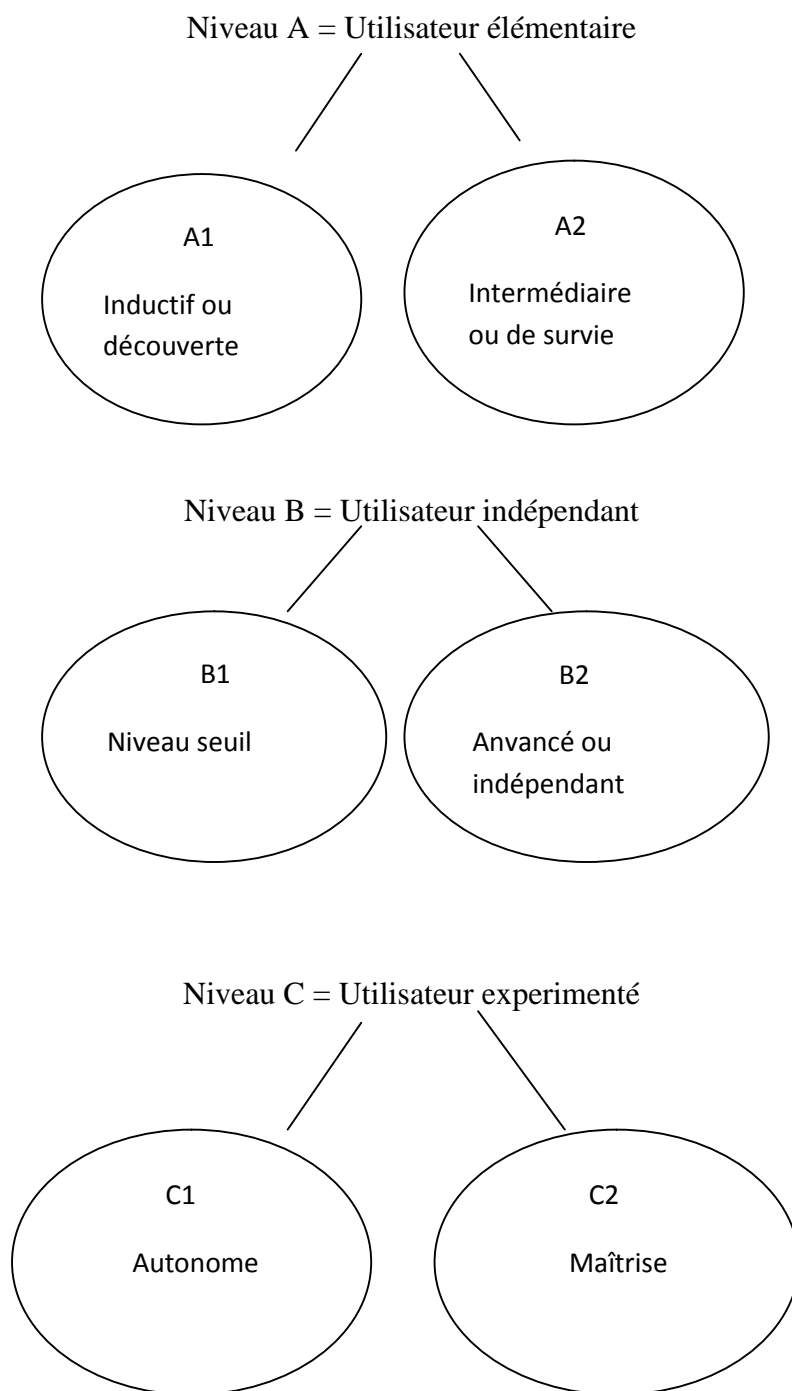 Niveau A = Utilisateur élémentaire
A1
Inductif ou
découverte
A2
Intermédiaire
ou de survie
Niveau B = Utilisateur indépendant
B1
Niveau seuil
B2
Anvancé ou
indépendant
Niveau C = Utilisateur experimenté
C1
Autonome
C2
Maîtrise